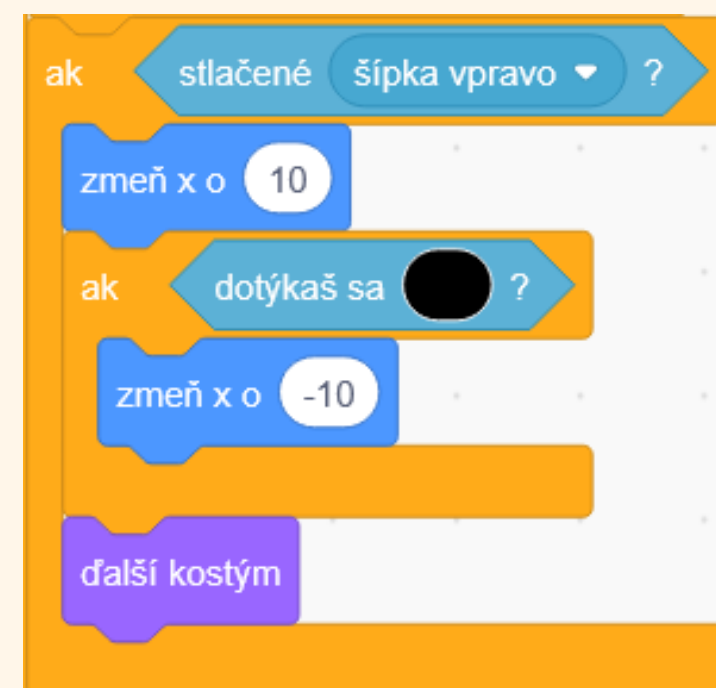 ak stlačené šípka vpravo ?
zmeň x o 10
ak dotýkaš sa ?
zmeň x o -10
ďalší kostým